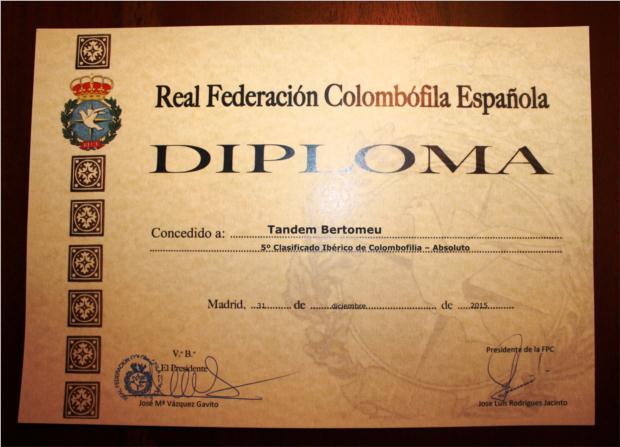 Real Federación Colombófila Española
DIPLOMA
Concedido a: Tandem Bertomeu
5º Clasificado Ibérico de Colombofilia – Absoluto
Madrid, 31 de diciembre de 2015
V.º B.º
El Presidente
José Mª Vázquez Gavito
Presidente de la FPC
Jose Luis Rodrigues Jacinto